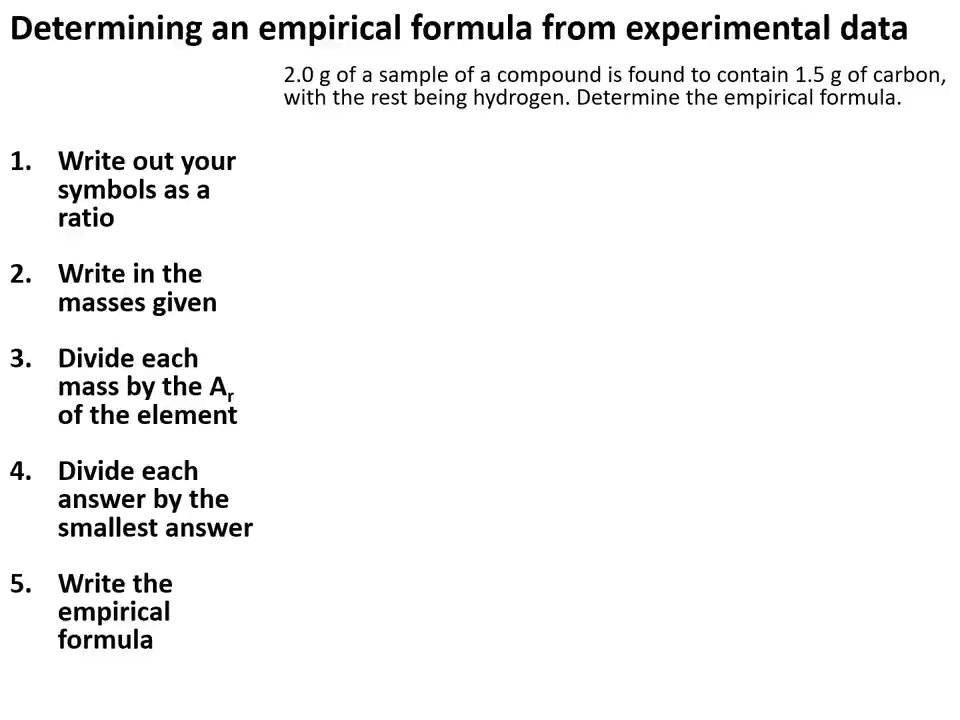 Determining an empirical formula from experimental data
2.0 g of a sample of a compound is found to contain 1.5 g of carbon,
with the rest being hydrogen. Determine the empirical formula.
1. Write out your
symbols as a
ratio
2. Write in the
masses given
3. Divide each
mass by the Aᵣ
of the element
4. Divide each
answer by the
smallest answer
5. Write the
empirical
formula